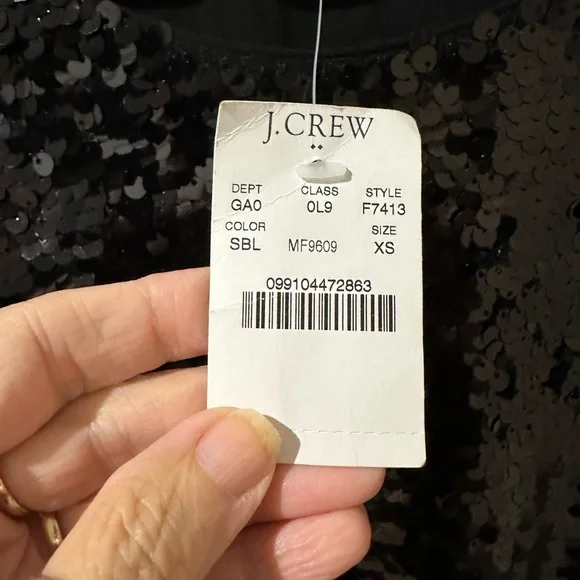 J.CREW
DEPT CLASS STYLE
GA0 0L9 F7413
COLOR SIZE
SBL MF9609 XS
099104472863